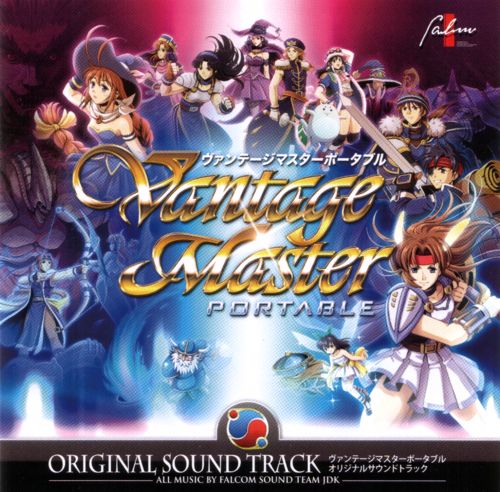 falcom
ヴァンテージマスターポータブル
Vantage
Master
PORTABLE
ORIGINAL SOUND TRACK
ヴァンテージマスターポータブル
オリジナルサウンドトラック
ALL MUSIC BY FALCOM SOUND TEAM JDK